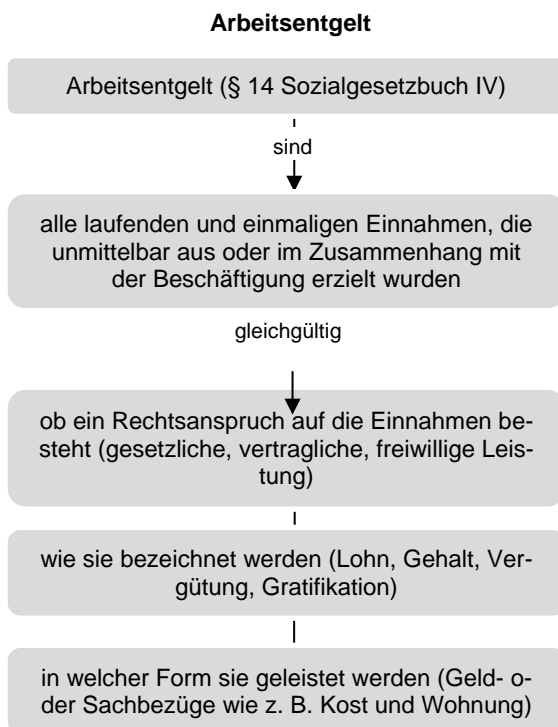 Arbeitsentgelt
Arbeitsentgelt (§ 14 Sozialgesetzbuch IV)
sind
alle laufenden und einmaligen Einnahmen, die
unmittelbar aus oder im Zusammenhang mit
der Beschäftigung erzielt wurden
gleichgültig
ob ein Rechtsanspruch auf die Einnahmen be-
steht (gesetzliche, vertragliche, freiwillige Leis-
tung)
wie sie bezeichnet werden (Lohn, Gehalt, Ver-
gütung, Gratifikation)
in welcher Form sie geleistet werden (Geld- o-
der Sachbezüge wie z. B. Kost und Wohnung)